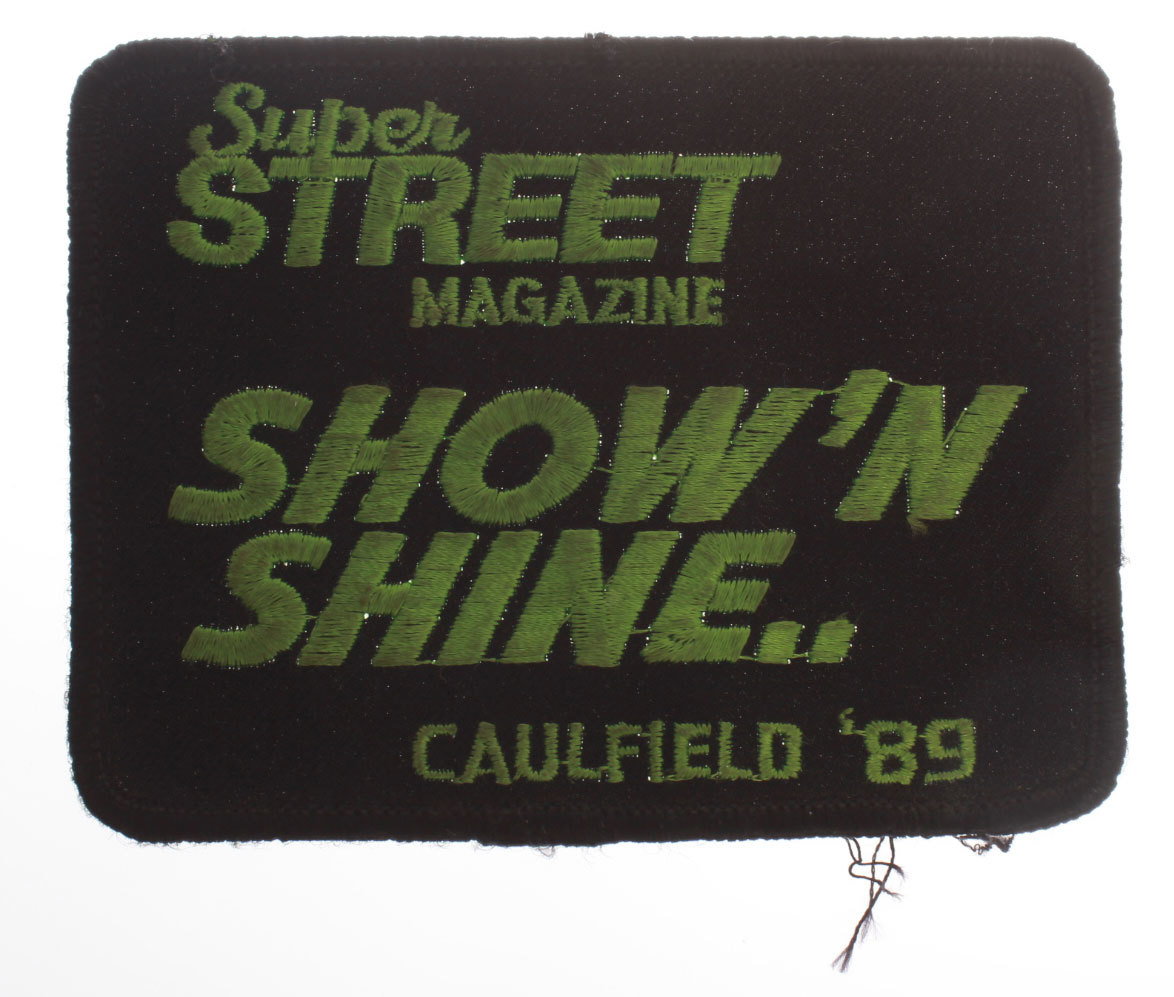 Super
STREET
MAGAZINE
SHOW'N
SHINE..
CAULFIELD '89